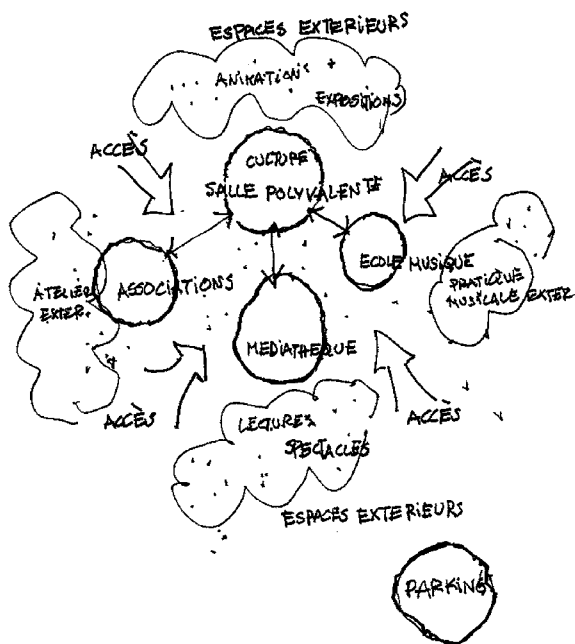 ESPACES EXTERIEURS
ANIMATION
EXPOSITIONS
ACCÈS
CULTURE
SALLE POLYVALENTE
ACCÈS
ECOLE MUSIQUE
ATELIER
EXTER.
ASSOCIATIONS
PRATIQUE
MUSICALE EXTER
MEDIATHEQUE
ACCÈS
ACCÈS
LECTURES
SPECTACLES
ESPACES EXTERIEURS
PARKING